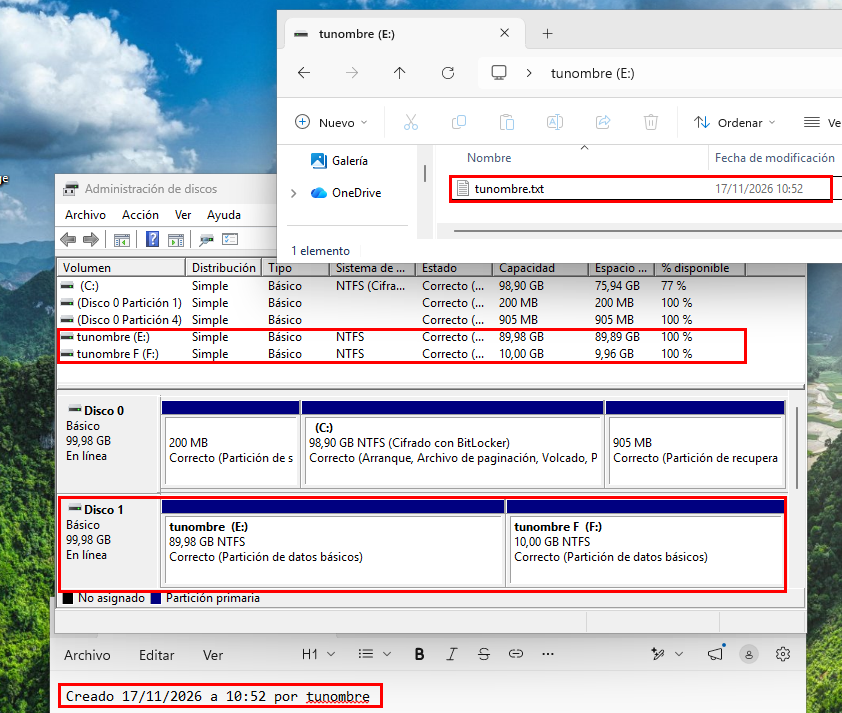 tunombre (E:)
tunombre (E:)
Nuevo
Ordenar
Ve
Galería
OneDrive
Nombre
Fecha de modificación
tunombre.txt
17/11/2026 10:52
1 elemento
ge
Administración de discos
Archivo Acción Ver Ayuda
Volumen Distribución Tipo Sistema de ... Estado Capacidad Espacio ... % disponible
(C:) Simple Básico NTFS (Cifra... Correcto (... 98,90 GB 75,94 GB 77 %
(Disco 0 Partición 1) Simple Básico Correcto (... 200 MB 200 MB 100 %
(Disco 0 Partición 4) Simple Básico Correcto (... 905 MB 905 MB 100 %
tunombre (E:) Simple Básico NTFS Correcto (... 89,98 GB 89,89 GB 100 %
tunombre F (F:) Simple Básico NTFS Correcto (... 10,00 GB 9,96 GB 100 %
Disco 0
Básico
99,98 GB
En línea
200 MB
Correcto (Partición de s
(C:)
98,90 GB NTFS (Cifrado con BitLocker)
Correcto (Arranque, Archivo de paginación, Volcado, P
905 MB
Correcto (Partición de recupera
Disco 1
Básico
99,98 GB
En línea
tunombre (E:)
89,98 GB NTFS
Correcto (Partición de datos básicos)
tunombre F (F:)
10,00 GB NTFS
Correcto (Partición de datos básicos)
No asignado Partición primaria
Archivo Editar Ver H1 B I S
Creado 17/11/2026 a 10:52 por tunombre